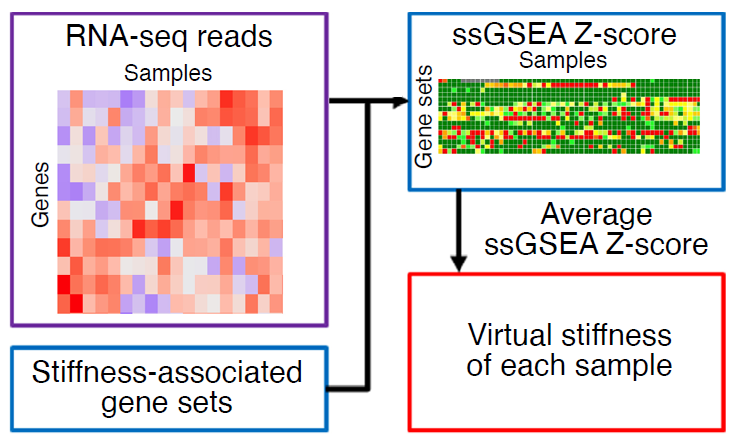 RNA-seq reads
Samples
Genes
Stiffness-associated
gene sets
ssGSEA Z-score
Samples
Gene sets
Average
ssGSEA Z-score
Virtual stiffness
of each sample